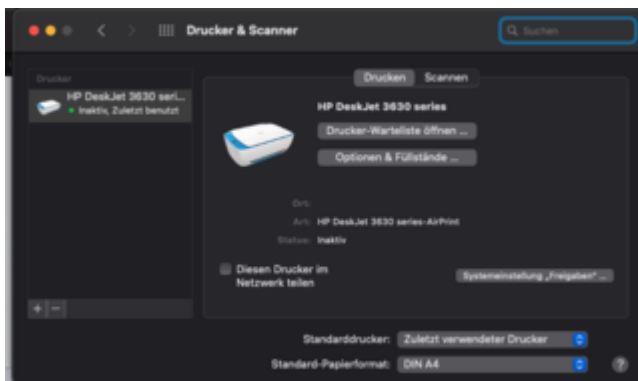 Drucker & Scanner
Suchen
Drucker
HP DeskJet 3630 seri...
Inaktiv, Zuletzt benutzt
Drucken Scannen
HP DeskJet 3630 series
Drucker-Warteliste öffnen ...
Optionen & Füllstände ...
Ort:
Art: HP DeskJet 3630 series-AirPrint
Status: Inaktiv
Diesen Drucker im
Netzwerk teilen
Systemeinstellung „Freigaben“ ...
+ −
Standarddrucker: Zuletzt verwendeter Drucker
Standard-Papierformat: DIN A4
?